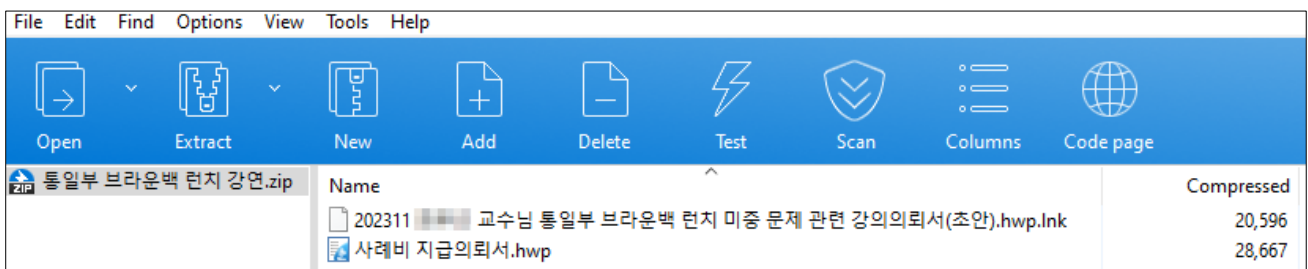 File Edit Find Options View Tools Help
Open Extract New Add Delete Test Scan Columns Code page
ZIP 통일부 브라운백 런치 강연.zip
Name Compressed
202311 교수님 통일부 브라운백 런치 미중 문제 관련 강의의뢰서(초안).hwp.lnk 20,596
사례비 지급의뢰서.hwp 28,667